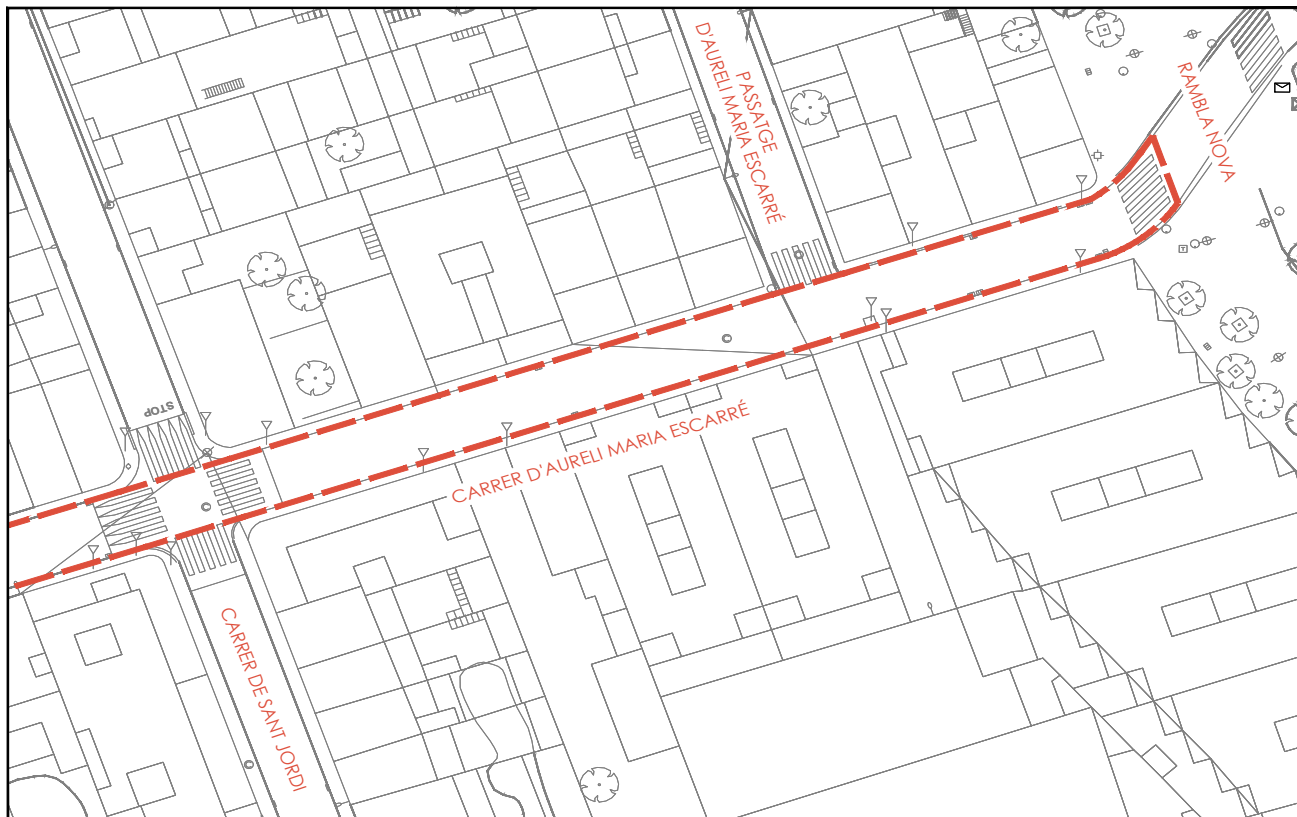 PASSATGE
D'AURELI MARIA ESCARRÉ
RAMBLA NOVA
STOP
CARRER D'AURELI MARIA ESCARRÉ
CARRER DE SANT JORDI